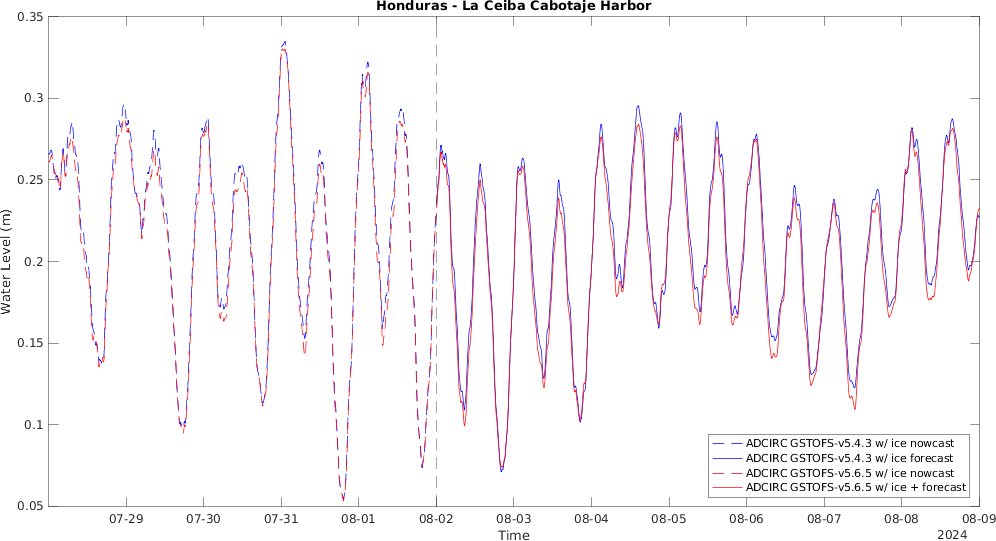 Honduras - La Ceiba Cabotaje Harbor
0.35
0.3
0.25
0.2
0.15
0.1
0.05
Water Level (m)
ADCIRC GSTOFS-v5.4.3 w/ ice nowcast
ADCIRC GSTOFS-v5.4.3 w/ ice forecast
ADCIRC GSTOFS-v5.6.5 w/ ice nowcast
ADCIRC GSTOFS-v5.6.5 w/ ice + forecast
07-29 07-30 07-31 08-01 08-02 08-03 08-04 08-05 08-06 08-07 08-08 08-09
Time
2024